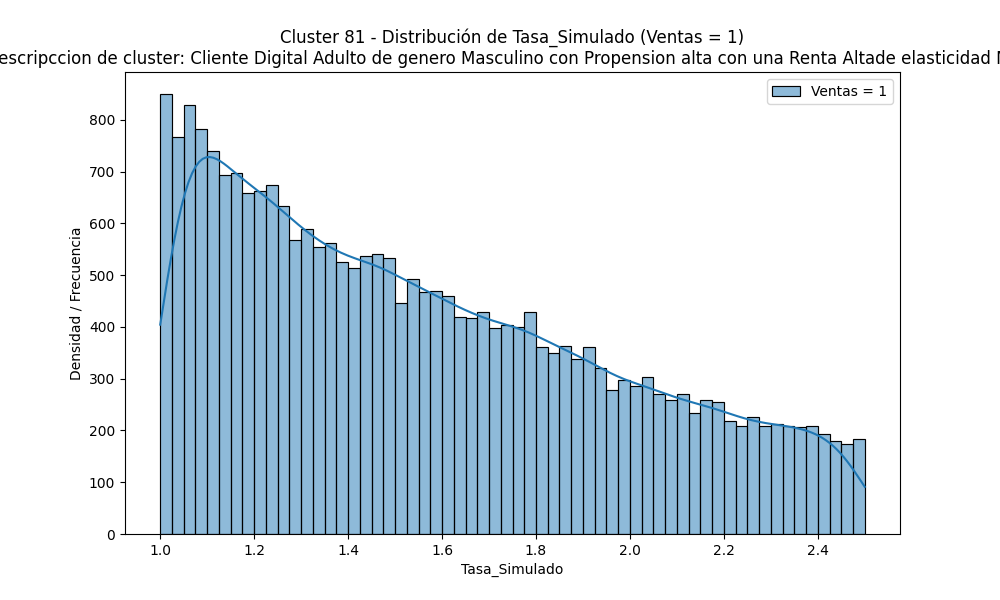 Cluster 81 - Distribución de Tasa_Simulado (Ventas = 1)
escripccion de cluster: Cliente Digital Adulto de genero Masculino con Propension alta con una Renta Altade elasticidad
Ventas = 1
Densidad / Frecuencia
800
700
600
500
400
300
200
100
0
1.0 1.2 1.4 1.6 1.8 2.0 2.2 2.4
Tasa_Simulado